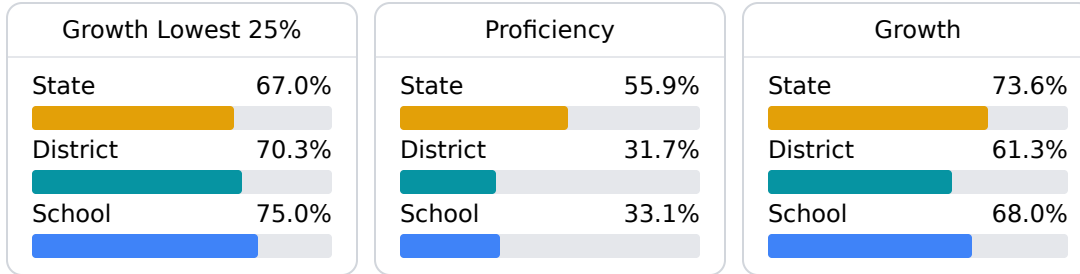 Growth Lowest 25%
State 67.0%
District 70.3%
School 75.0%
Proficiency
State 55.9%
District 31.7%
School 33.1%
Growth
State 73.6%
District 61.3%
School 68.0%